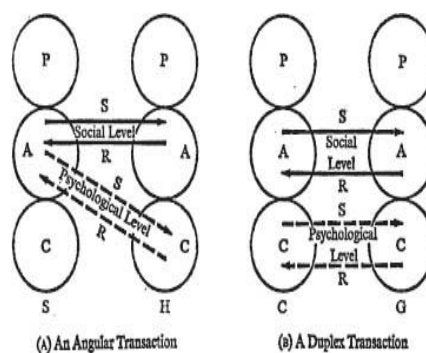 P P P P
S S
A Social Level A A Social Level A
R R
S
Psychological Level
R
S
C C C Psychological Level C
R
S H C G
(A) An Angular Transaction (B) A Duplex Transaction